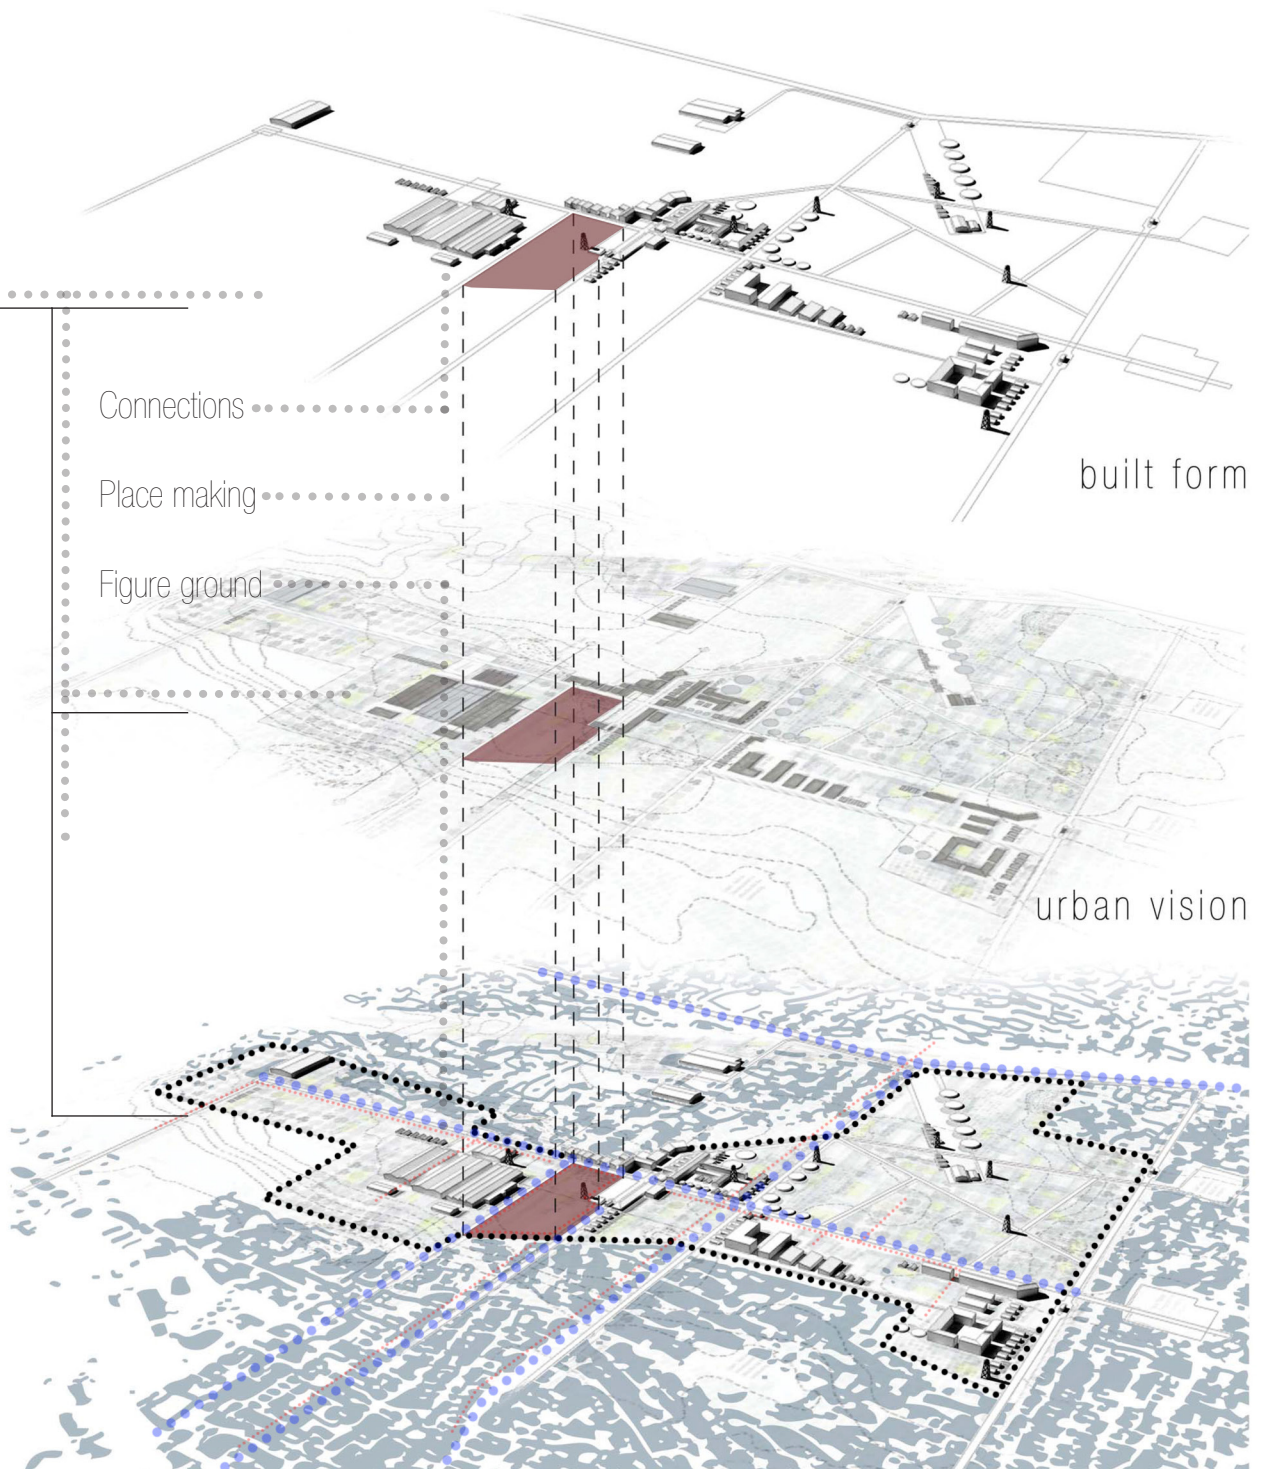 Connections
Place making
Figure ground
built form
urban vision